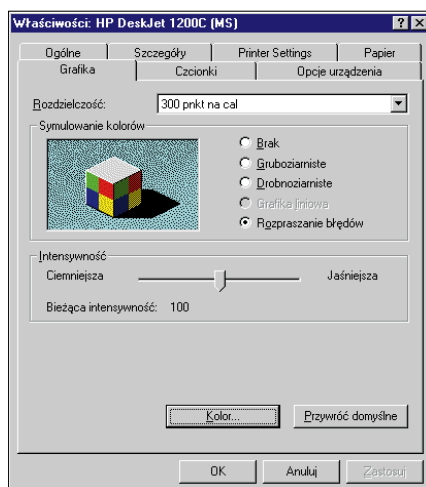 Właściwości: HP DeskJet 1200C (MS)
Ogólne Szczegóły Printer Settings Papier
Grafika Czcionki Opcje urządzenia
Rozdzielczość: 300 pnkt na cal
Symulowanie kolorów
Brak
Gruboziarniste
Drobnoziarniste
Grafika liniowa
Rozpraszanie błędów
Intensywność
Ciemniejsza Jaśniejsza
Bieżąca intensywność: 100
Kolor... Przywróć domyślne
OK Anuluj Zastosuj